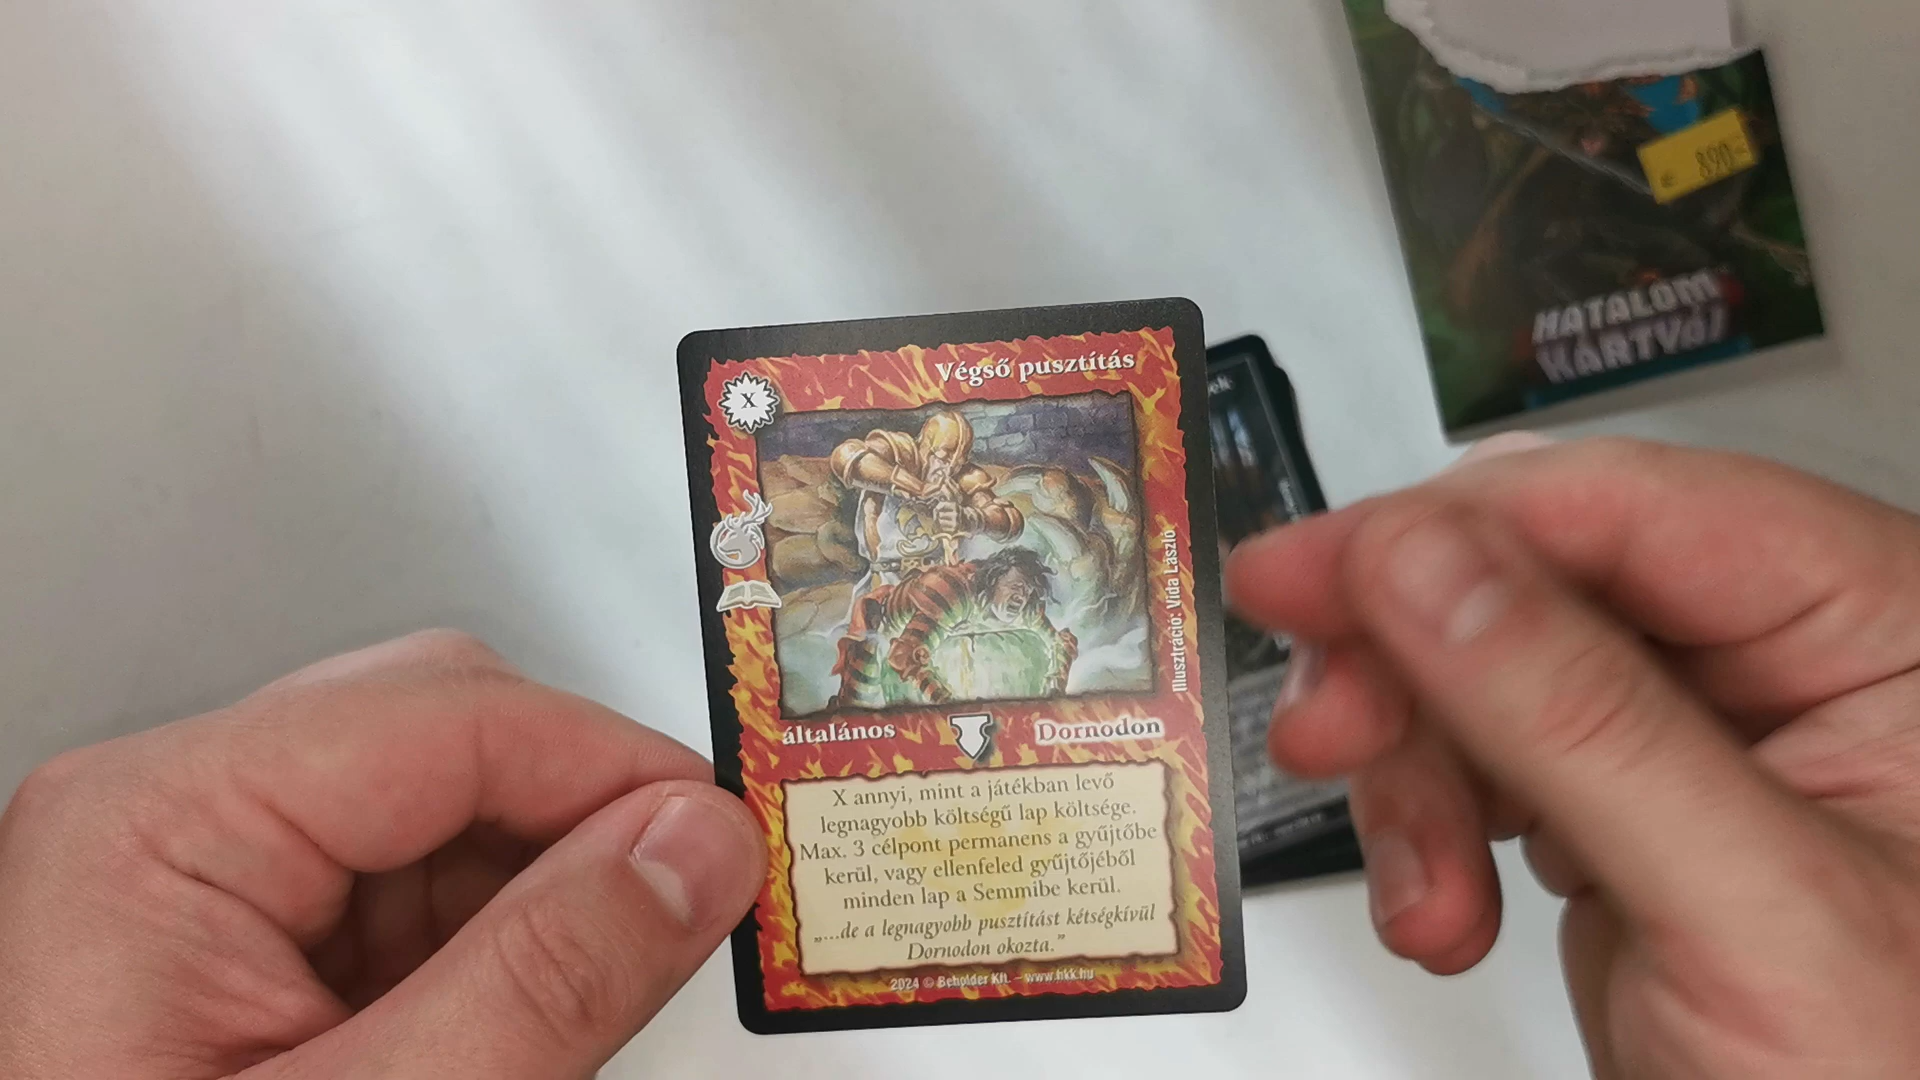 Végső pusztítás
X
Illusztráció: Vida László
általános
Dornodon
X annyi, mint a játékban levő
legnagyobb költségű lap költsége.
Max. 3 célpont permanens a gyűjtőbe
kerül, vagy ellenfeled gyűjtőjéből
minden lap a Semmibe kerül.
„...de a legnagyobb pusztítást kétségkívül
Dornodon okozta.”
2024 © Beholder Kft. – www.hkk.hu
890
HATALOM
KÁRTYÁI